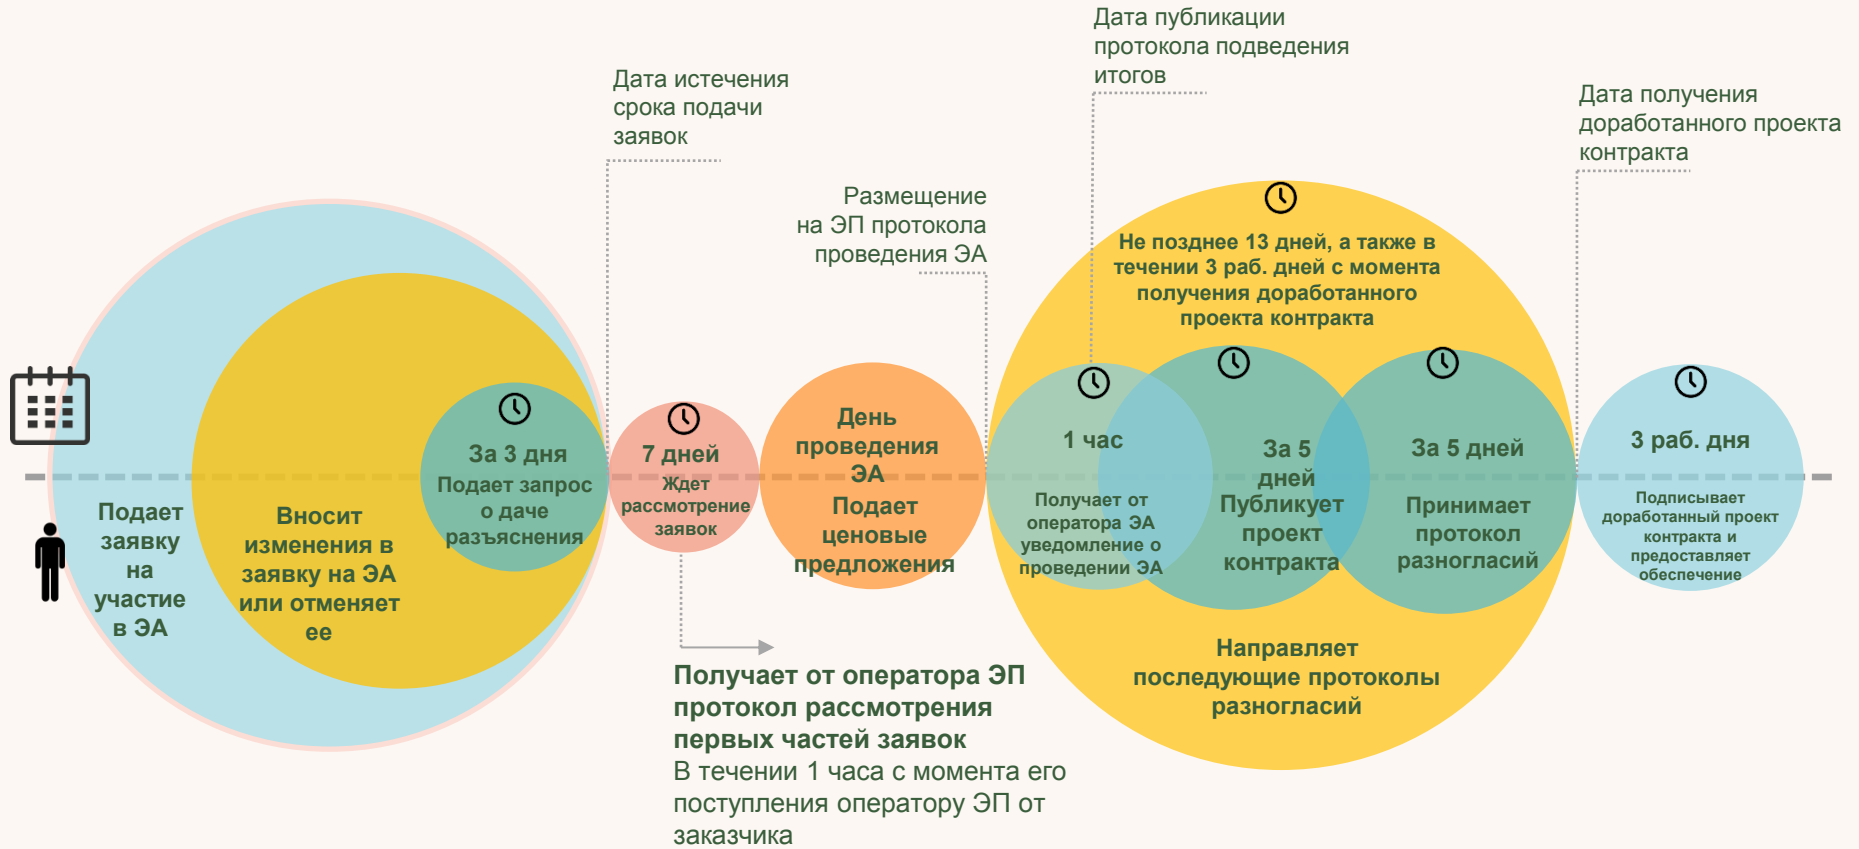 Дата публикации
протокола подведения
итогов
Дата истечения
срока подачи
заявок
Дата получения
доработанного проекта
контракта
Размещение
на ЭП протокола
проведения ЭА
Не позднее 13 дней, а также в
течении 3 раб. дней с момента
получения доработанного
проекта контракта
Подает
заявку
на
участие
в ЭА
Вносит
изменения в
заявку на ЭА
или отменяет
ее
За 3 дня
Подает запрос
о даче
разъяснения
7 дней
Ждет
рассмотрение
заявок
День
проведения
ЭА
Подает
ценовые
предложения
1 час
Получает от
оператора ЭА
уведомление о
проведении ЭА
За 5
дней
Публикует
проект
контракта
За 5 дней
Принимает
протокол
разногласий
3 раб. дня
Подписывает
доработанный проект
контракта и
предоставляет
обеспечение
Направляет
последующие протоколы
разногласий
Получает от оператора ЭП
протокол рассмотрения
первых частей заявок
В течении 1 часа с момента его
поступления оператору ЭП от
заказчика